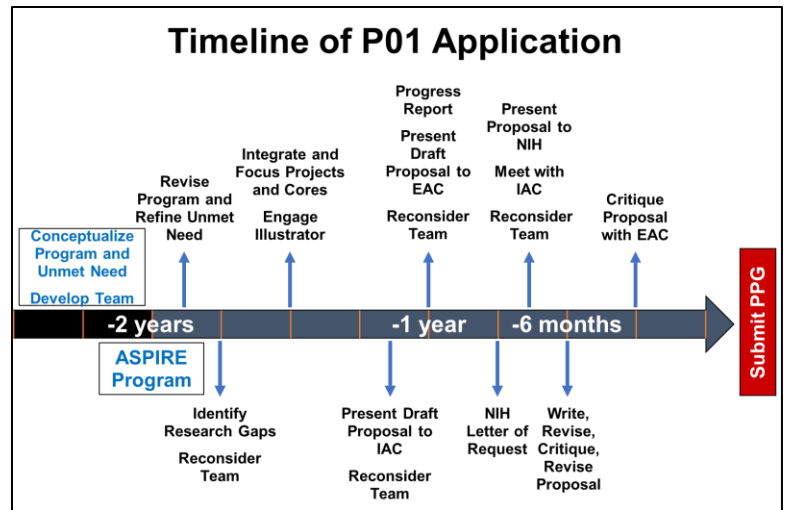 Timeline of P01 Application
Conceptualize
Program and
Unmet Need
Develop Team
Revise
Program and
Refine Unmet
Need
Integrate and
Focus Projects
and Cores
Engage
Illustrator
Progress
Report
Present
Draft
Proposal to
EAC
Reconsider
Team
Present
Proposal to
NIH
Meet with
IAC
Reconsider
Team
Critique
Proposal
with EAC
-2 years
-1 year
-6 months
Submit PPG
ASPIRE
Program
Identify
Research Gaps
Reconsider
Team
Present Draft
Proposal to
IAC
Reconsider
Team
NIH
Letter of
Request
Write,
Revise,
Critique,
Revise
Proposal